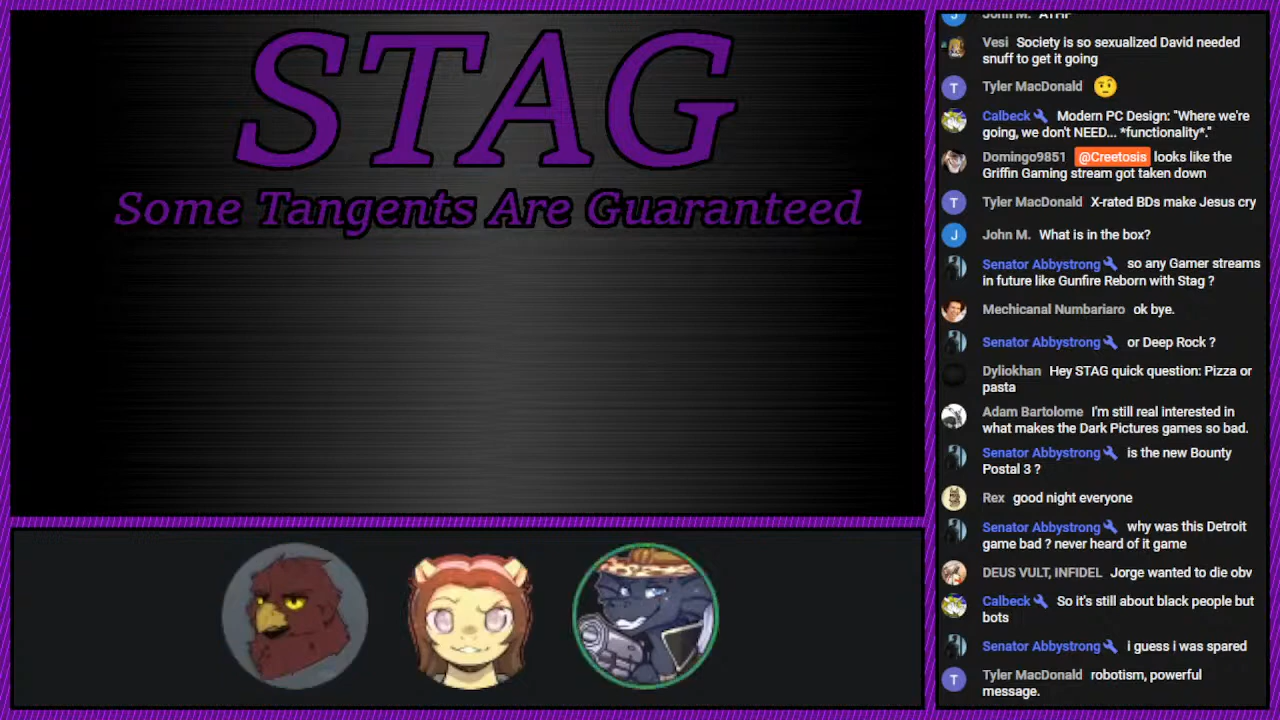 STAG
Some Tangents Are Guaranteed
John M. ATHF
Vesi Society is so sexualized David needed
snuff to get it going
T Tyler MacDonald 🤨
Calbeck Modern PC Design: "Where we're
going, we don't NEED... *functionality*."
Domingo9851 @Creetosis looks like the
Griffin Gaming stream got taken down
T Tyler MacDonald X-rated BDs make Jesus cry
J John M. What is in the box?
Senator Abbystrong so any Gamer streams
in future like Gunfire Reborn with Stag ?
Mechicanal Numbariaro ok bye.
Senator Abbystrong or Deep Rock ?
Dyliokhan Hey STAG quick question: Pizza or
pasta
Adam Bartolome I'm still real interested in
what makes the Dark Pictures games so bad.
Senator Abbystrong is the new Bounty
Postal 3 ?
Rex good night everyone
Senator Abbystrong why was this Detroit
game bad ? never heard of it game
DEUS VULT, INFIDEL Jorge wanted to die obv
Calbeck So it's still about black people but
bots
Senator Abbystrong i guess i was spared
T Tyler MacDonald robotism, powerful
message.